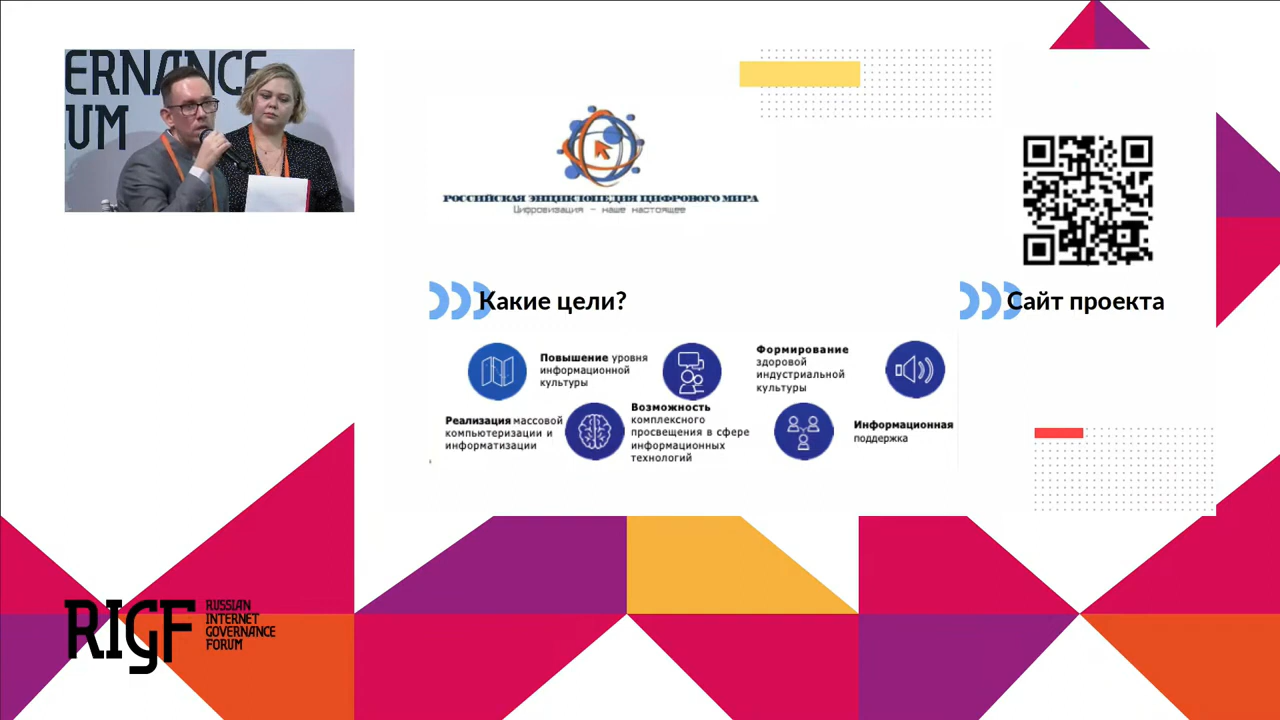 ERNANCE
UM
РОССИЙСКАЯ ЭНЦИКЛОПЕДИЯ ЦИФРОВОГО МИРА
Цифровизация – наше настоящее
Какие цели?
Сайт проекта
Повышение уровня
информационной
культуры
Формирование
здоровой
индустриальной
культуры
Реализация массовой
компьютеризации и
информатизации
Возможность
комплексного
просвещения в сфере
информационных
технологий
Информационная
поддержка
RIGF
RUSSIAN
INTERNET
GOVERNANCE
FORUM